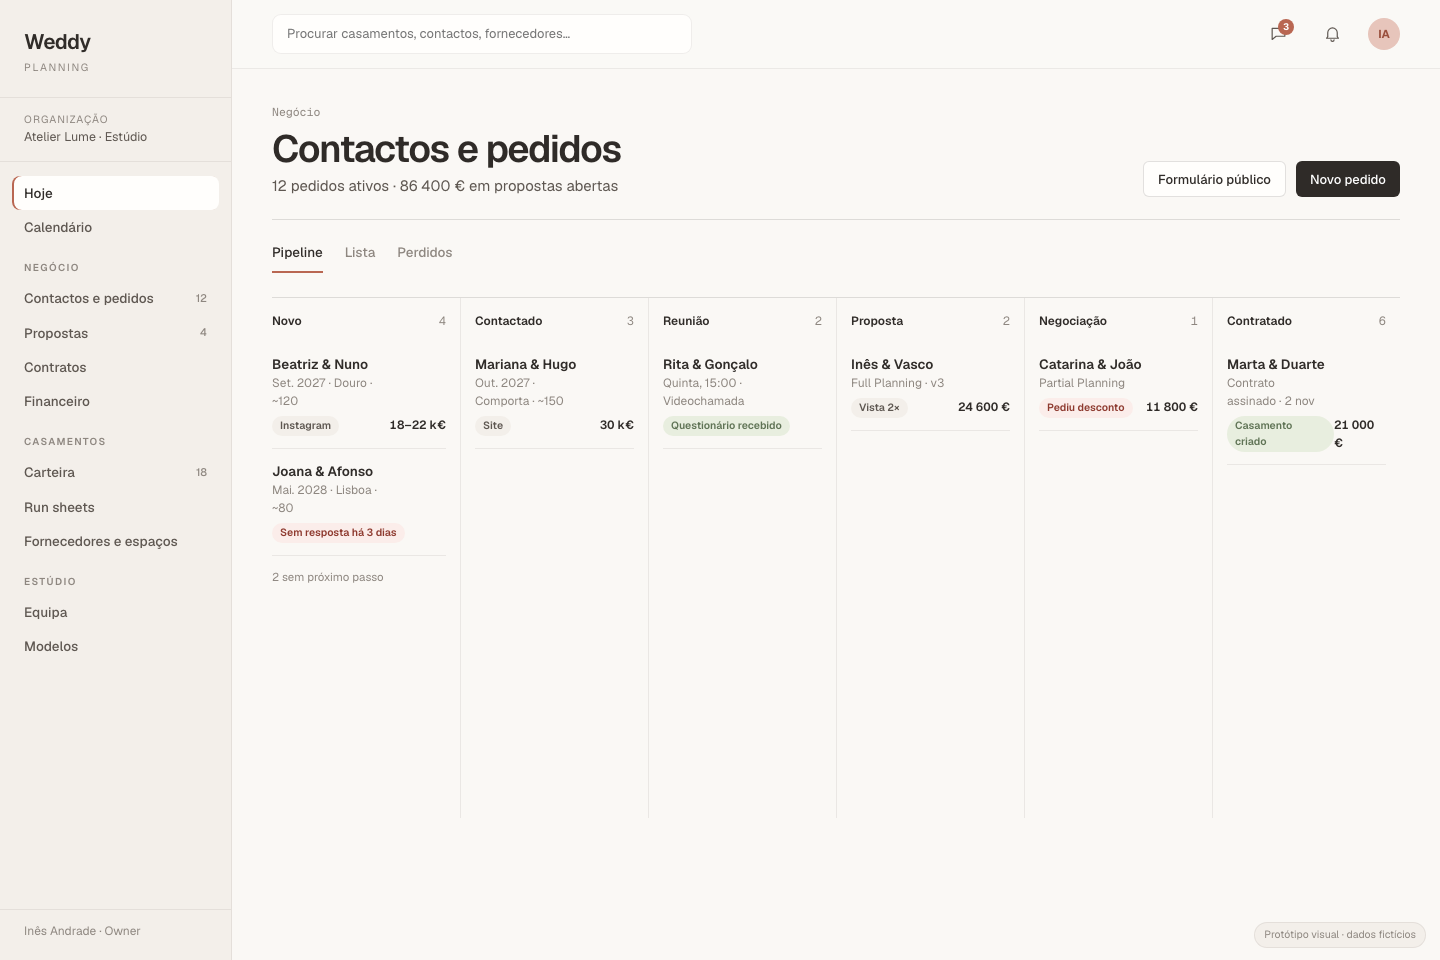 Weddy
PLANNING
ORGANIZAÇÃO
Atelier Lume · Estúdio
Hoje
Calendário
NEGÓCIO
Contactos e pedidos 12
Propostas 4
Contratos
Financeiro
CASAMENTOS
Carteira 18
Run sheets
Fornecedores e espaços
ESTÚDIO
Equipa
Modelos
Inês Andrade · Owner
Procurar casamentos, contactos, fornecedores…
3
IA
Negócio
Contactos e pedidos
12 pedidos ativos · 86 400 € em propostas abertas
Formulário público
Novo pedido
Pipeline
Lista
Perdidos
Novo 4
Beatriz & Nuno
Set. 2027 · Douro ·
~120
Instagram 18–22 k€
Joana & Afonso
Mai. 2028 · Lisboa ·
~80
Sem resposta há 3 dias
2 sem próximo passo
Contactado 3
Mariana & Hugo
Out. 2027 ·
Comporta · ~150
Site 30 k€
Reunião 2
Rita & Gonçalo
Quinta, 15:00 ·
Videochamada
Questionário recebido
Proposta 2
Inês & Vasco
Full Planning · v3
Vista 2× 24 600 €
Negociação 1
Catarina & João
Partial Planning
Pediu desconto 11 800 €
Contratado 6
Marta & Duarte
Contrato
assinado · 2 nov
Casamento 21 000
criado €
Protótipo visual · dados fictícios